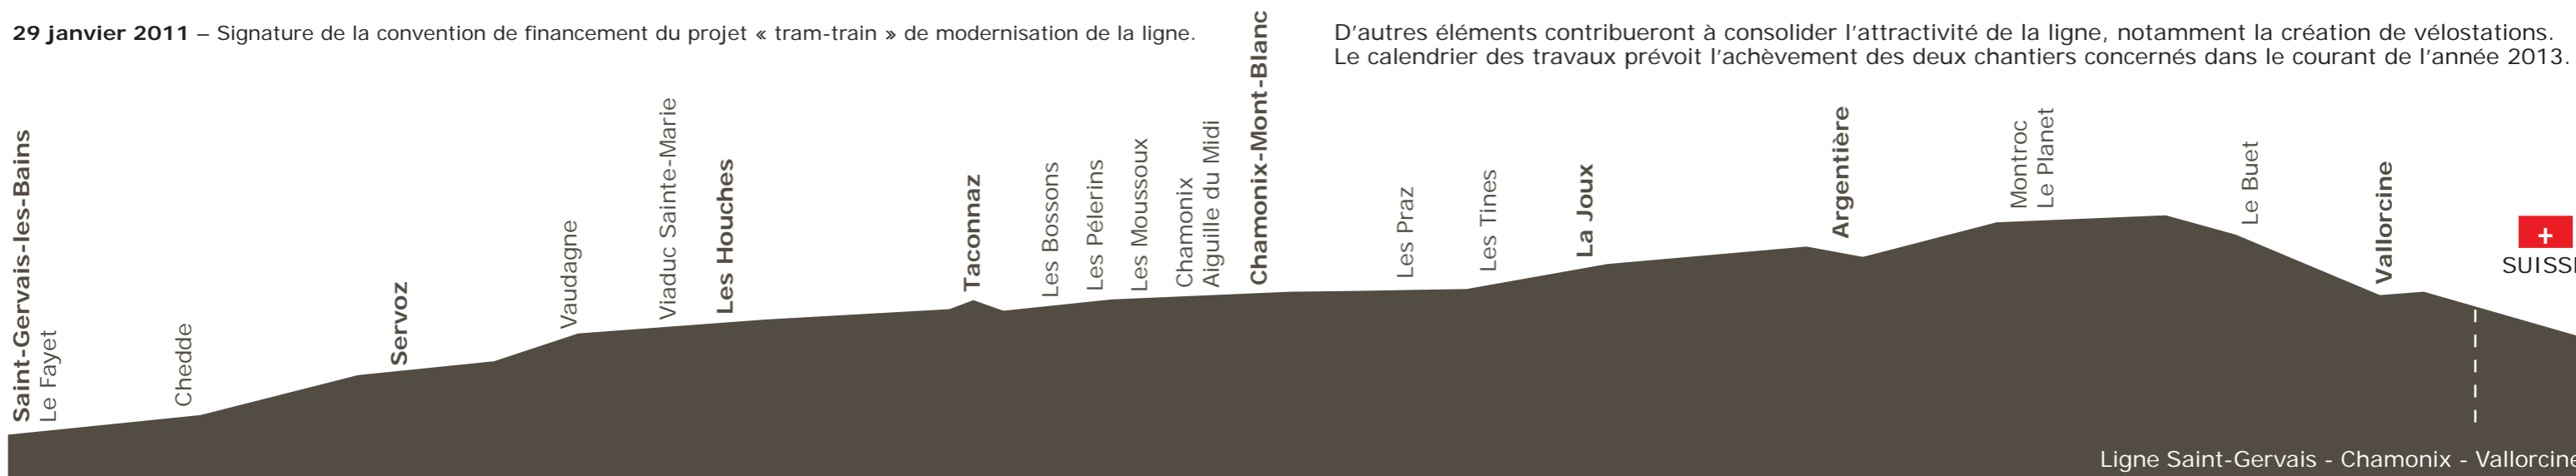 29 janvier 2011 – Signature de la convention de financement du projet « tram-train » de modernisation de la ligne.
D'autres éléments contribueront à consolider l'attractivité de la ligne, notamment la création de vélostations.
Le calendrier des travaux prévoit l'achèvement des deux chantiers concernés dans le courant de l'année 2013.
Saint-Gervais-les-Bains
Le Fayet
Chedde
Servoz
Vaudagne
Viaduc Sainte-Marie
Les Houches
Taconnaz
Les Bossons
Les Pélerins
Les Moussoux
Chamonix
Aiguille du Midi
Chamonix-Mont-Blanc
Les Praz
Les Tines
La Joux
Argentière
Montroc
Le Planet
Le Buet
Vallorcine
SUISSE
Ligne Saint-Gervais - Chamonix - Vallorcine